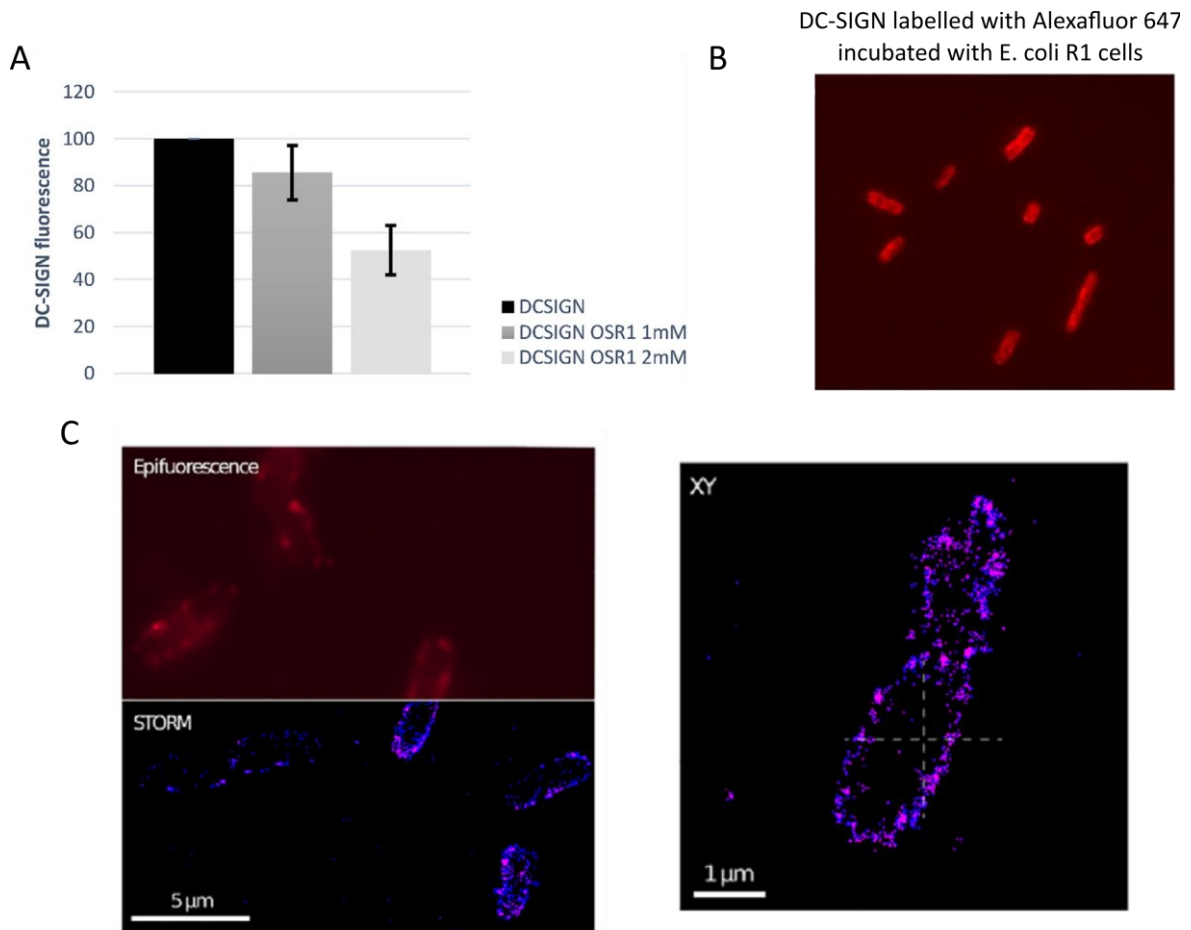 DC-SIGN labelled with Alexafluor 647
incubated with E. coli R1 cells
A
B
120
100
80
60
40
20
0
DC-SIGN fluorescence
DCSIGN
DCSIGN OSR1 1mM
DCSIGN OSR1 2mM
C
Epifuorescence
STORM
5 µm
XY
1 µm